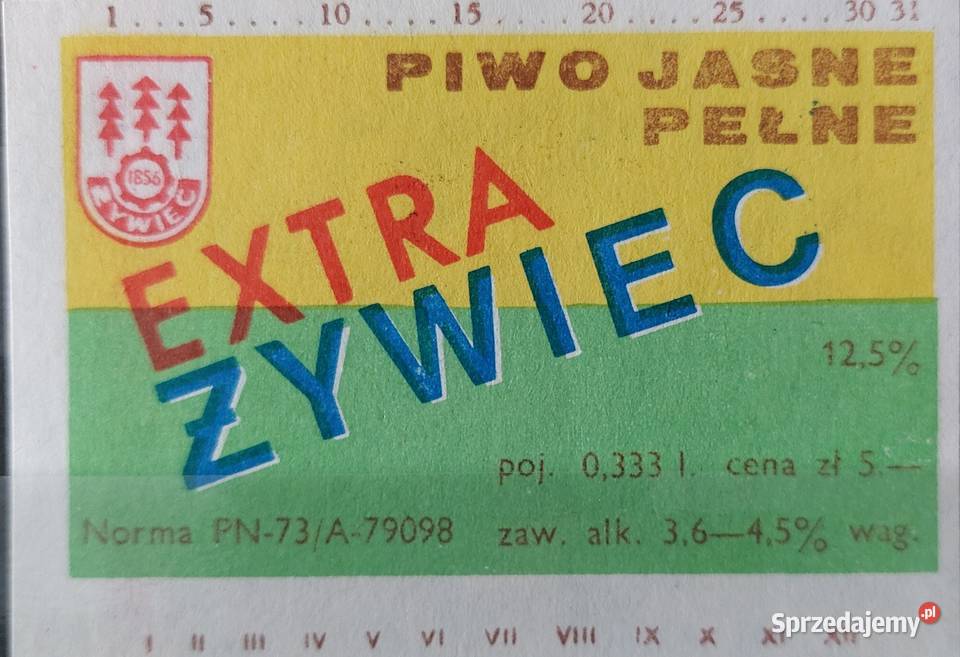 1 . . . 5 . . . . 10 . . . . 15 . . . . 20 . . . . 25 . . . . 30 31
PIWO JASNE
PEŁNE
1856
ŻYWIEC
EXTRA
ŻYWIEC
12,5%
poj. 0,333 l. cena zł 5.—
Norma PN-73/A-79098 zaw. alk. 3,6—4,5% wag.
I II III IV V VI VII VIII IX X XI XII
Sprzedajemy.pl